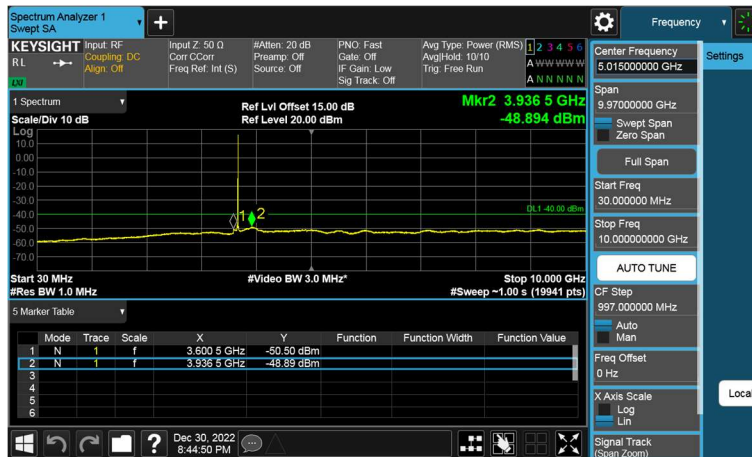 Spectrum Analyzer 1
Swept SA
+
Frequency
KEYSIGHT
RL
LXI
Input: RF
Coupling: DC
Align: Off
Input Z: 50 Ω
Corr CCorr
Freq Ref: Int (S)
#Atten: 20 dB
Preamp: Off
Source: Off
PNO: Fast
Gate: Off
IF Gain: Low
Sig Track: Off
Avg Type: Power (RMS)
Avg|Hold: 10/10
Trig: Free Run
1 2 3 4 5 6
A W W W W W
A N N N N N
1 Spectrum
Scale/Div 10 dB
Ref Lvl Offset 15.00 dB
Ref Level 20.00 dBm
Mkr2 3.936 5 GHz
-48.894 dBm
Log
10.0
0.00
-10.0
-20.0
-30.0
-40.0
-50.0
-60.0
-70.0
1 2
DL1 -40.00 dBm
Start 30 MHz
#Res BW 1.0 MHz
#Video BW 3.0 MHz*
Stop 10.000 GHz
#Sweep ~1.00 s (19941 pts)
5 Marker Table
Mode Trace Scale X Y Function Function Width Function Value
1 N 1 f 3.600 5 GHz -50.50 dBm
2 N 1 f 3.936 5 GHz -48.89 dBm
3
4
5
6
?
Dec 30, 2022
8:44:50 PM
Center Frequency
5.015000000 GHz
Settings
Span
9.97000000 GHz
Swept Span
Zero Span
Full Span
Start Freq
30.000000 MHz
Stop Freq
10.000000000 GHz
AUTO TUNE
CF Step
997.000000 MHz
Auto
Man
Freq Offset
0 Hz
X Axis Scale
Log
Lin
Local
Signal Track
(Span Zoom)